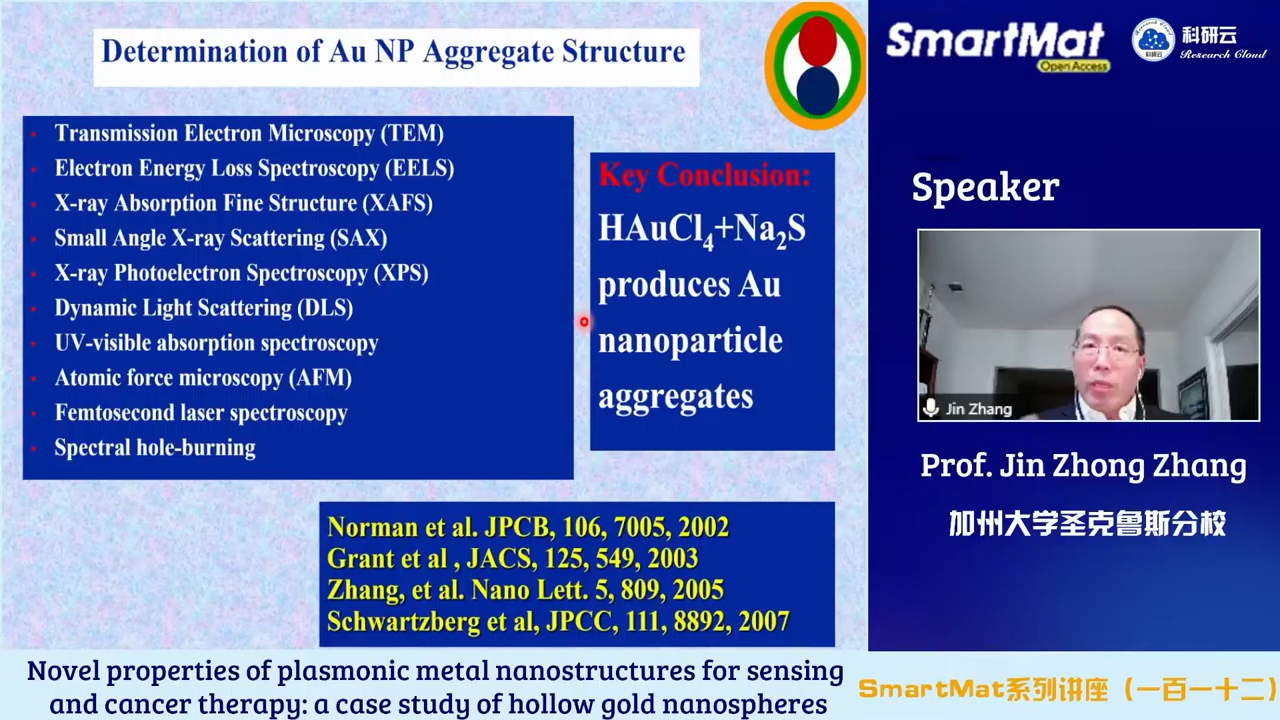 Determination of Au NP Aggregate Structure
Transmission Electron Microscopy (TEM)
Electron Energy Loss Spectroscopy (EELS)
X-ray Absorption Fine Structure (XAFS)
Small Angle X-ray Scattering (SAX)
X-ray Photoelectron Spectroscopy (XPS)
Dynamic Light Scattering (DLS)
UV-visible absorption spectroscopy
Atomic force microscopy (AFM)
Femtosecond laser spectroscopy
Spectral hole-burning
Key Conclusion:
HAuCl₄+Na₂S
produces Au
nanoparticle
aggregates
Norman et al. JPCB, 106, 7005, 2002
Grant et al , JACS, 125, 549, 2003
Zhang, et al. Nano Lett. 5, 809, 2005
Schwartzberg et al, JPCC, 111, 8892, 2007
SmartMat
Open Access
科研云
Research Cloud
Speaker
Jin Zhang
Prof. Jin Zhong Zhang
加州大学圣克鲁斯分校
Novel properties of plasmonic metal nanostructures for sensing
and cancer therapy: a case study of hollow gold nanospheres
SmartMat系列讲座（一百一十二）